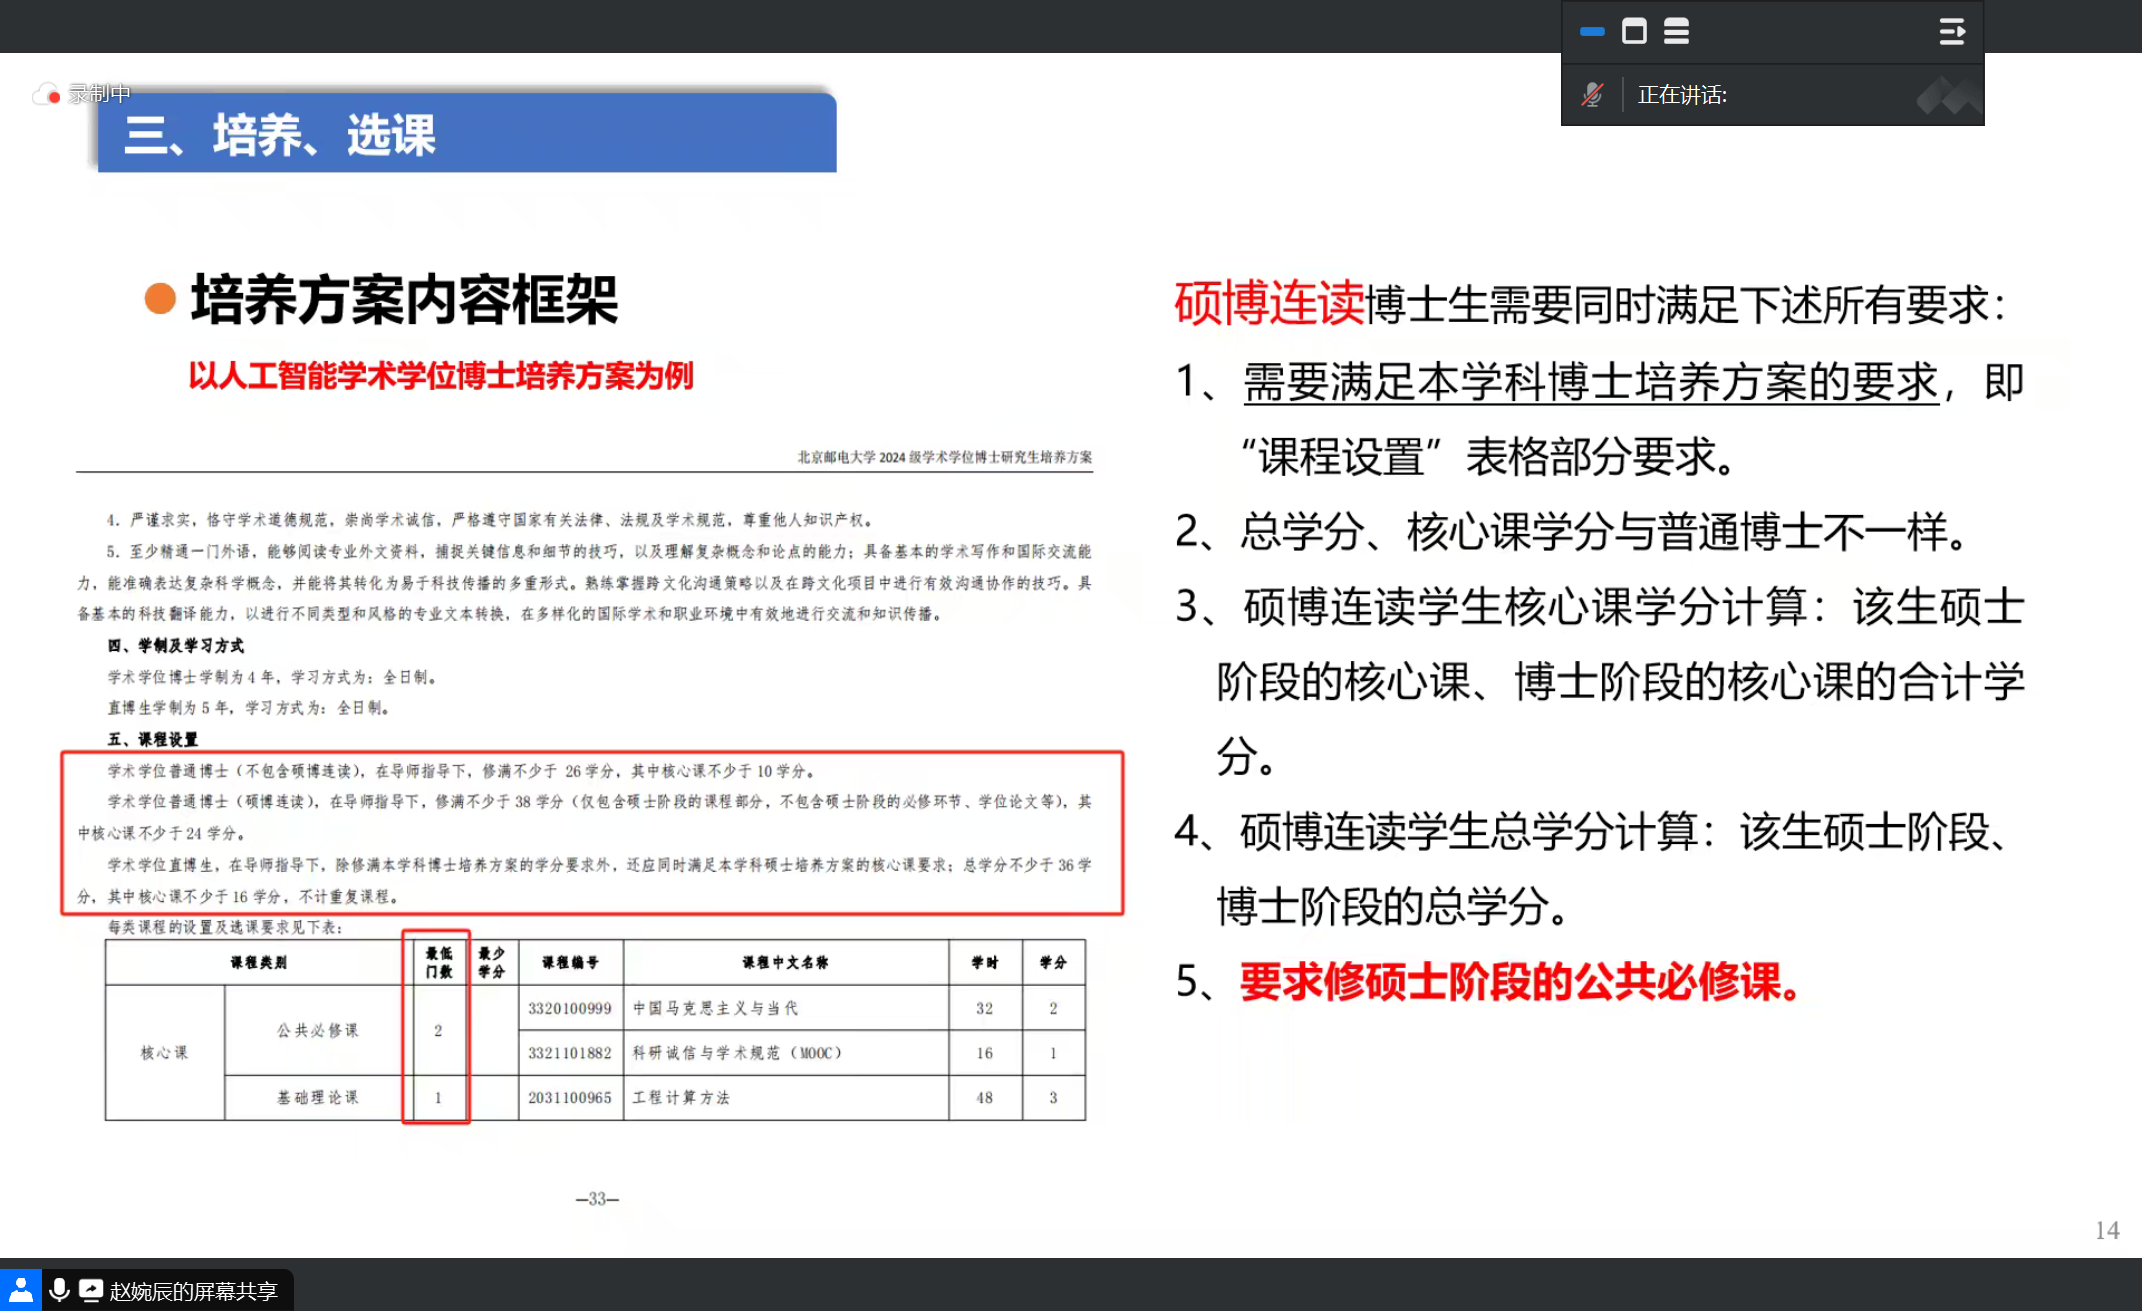 正在讲话:
录制中
三、培养、选课
培养方案内容框架
以人工智能学术学位博士培养方案为例
北京邮电大学 2024 级学术学位博士研究生培养方案
4. 严谨求实，恪守学术道德规范，崇尚学术诚信，严格遵守国家有关法律、法规及学术规范，尊重他人知识产权。
5. 至少精通一门外语，能够阅读专业外文资料，捕捉关键信息和细节的技巧，以及理解复杂概念和论点的能力；具备基本的学术写作和国际交流能
力，能准确表达复杂科学概念，并能将其转化为易于科技传播的多重形式。熟练掌握跨文化沟通策略以及在跨文化项目中进行有效沟通协作的技巧。具
备基本的科技翻译能力，以进行不同类型和风格的专业文本转换，在多样化的国际学术和职业环境中有效地进行交流和知识传播。
四、学制及学习方式
学术学位博士学制为 4 年，学习方式为：全日制。
直博生学制为 5 年，学习方式为：全日制。
五、课程设置
学术学位普通博士（不包含硕博连读），在导师指导下，修满不少于 26 学分，其中核心课不少于 10 学分。
学术学位普通博士（硕博连读），在导师指导下，修满不少于 38 学分（仅包含硕士阶段的课程部分，不包含硕士阶段的必修环节、学位论文等），其
中核心课不少于 24 学分。
学术学位直博生，在导师指导下，除修满本学科博士培养方案的学分要求外，还应同时满足本学科硕士培养方案的核心课要求；总学分不少于 36 学
分，其中核心课不少于 16 学分，不计重复课程。
每类课程的设置及选课要求见下表：
课程类别 最低门数 最少学分 课程编号 课程中文名称 学时 学分
核心课 公共必修课 2 3320100999 中国马克思主义与当代 32 2
3321101882 科研诚信与学术规范（MOOC） 16 1
基础理论课 1 2031100965 工程计算方法 48 3
—33—
硕博连读博士生需要同时满足下述所有要求：
1、需要满足本学科博士培养方案的要求，即
“课程设置”表格部分要求。
2、总学分、核心课学分与普通博士不一样。
3、硕博连读学生核心课学分计算：该生硕士
阶段的核心课、博士阶段的核心课的合计学
分。
4、硕博连读学生总学分计算：该生硕士阶段、
博士阶段的总学分。
5、要求修硕士阶段的公共必修课。
14
赵婉辰的屏幕共享